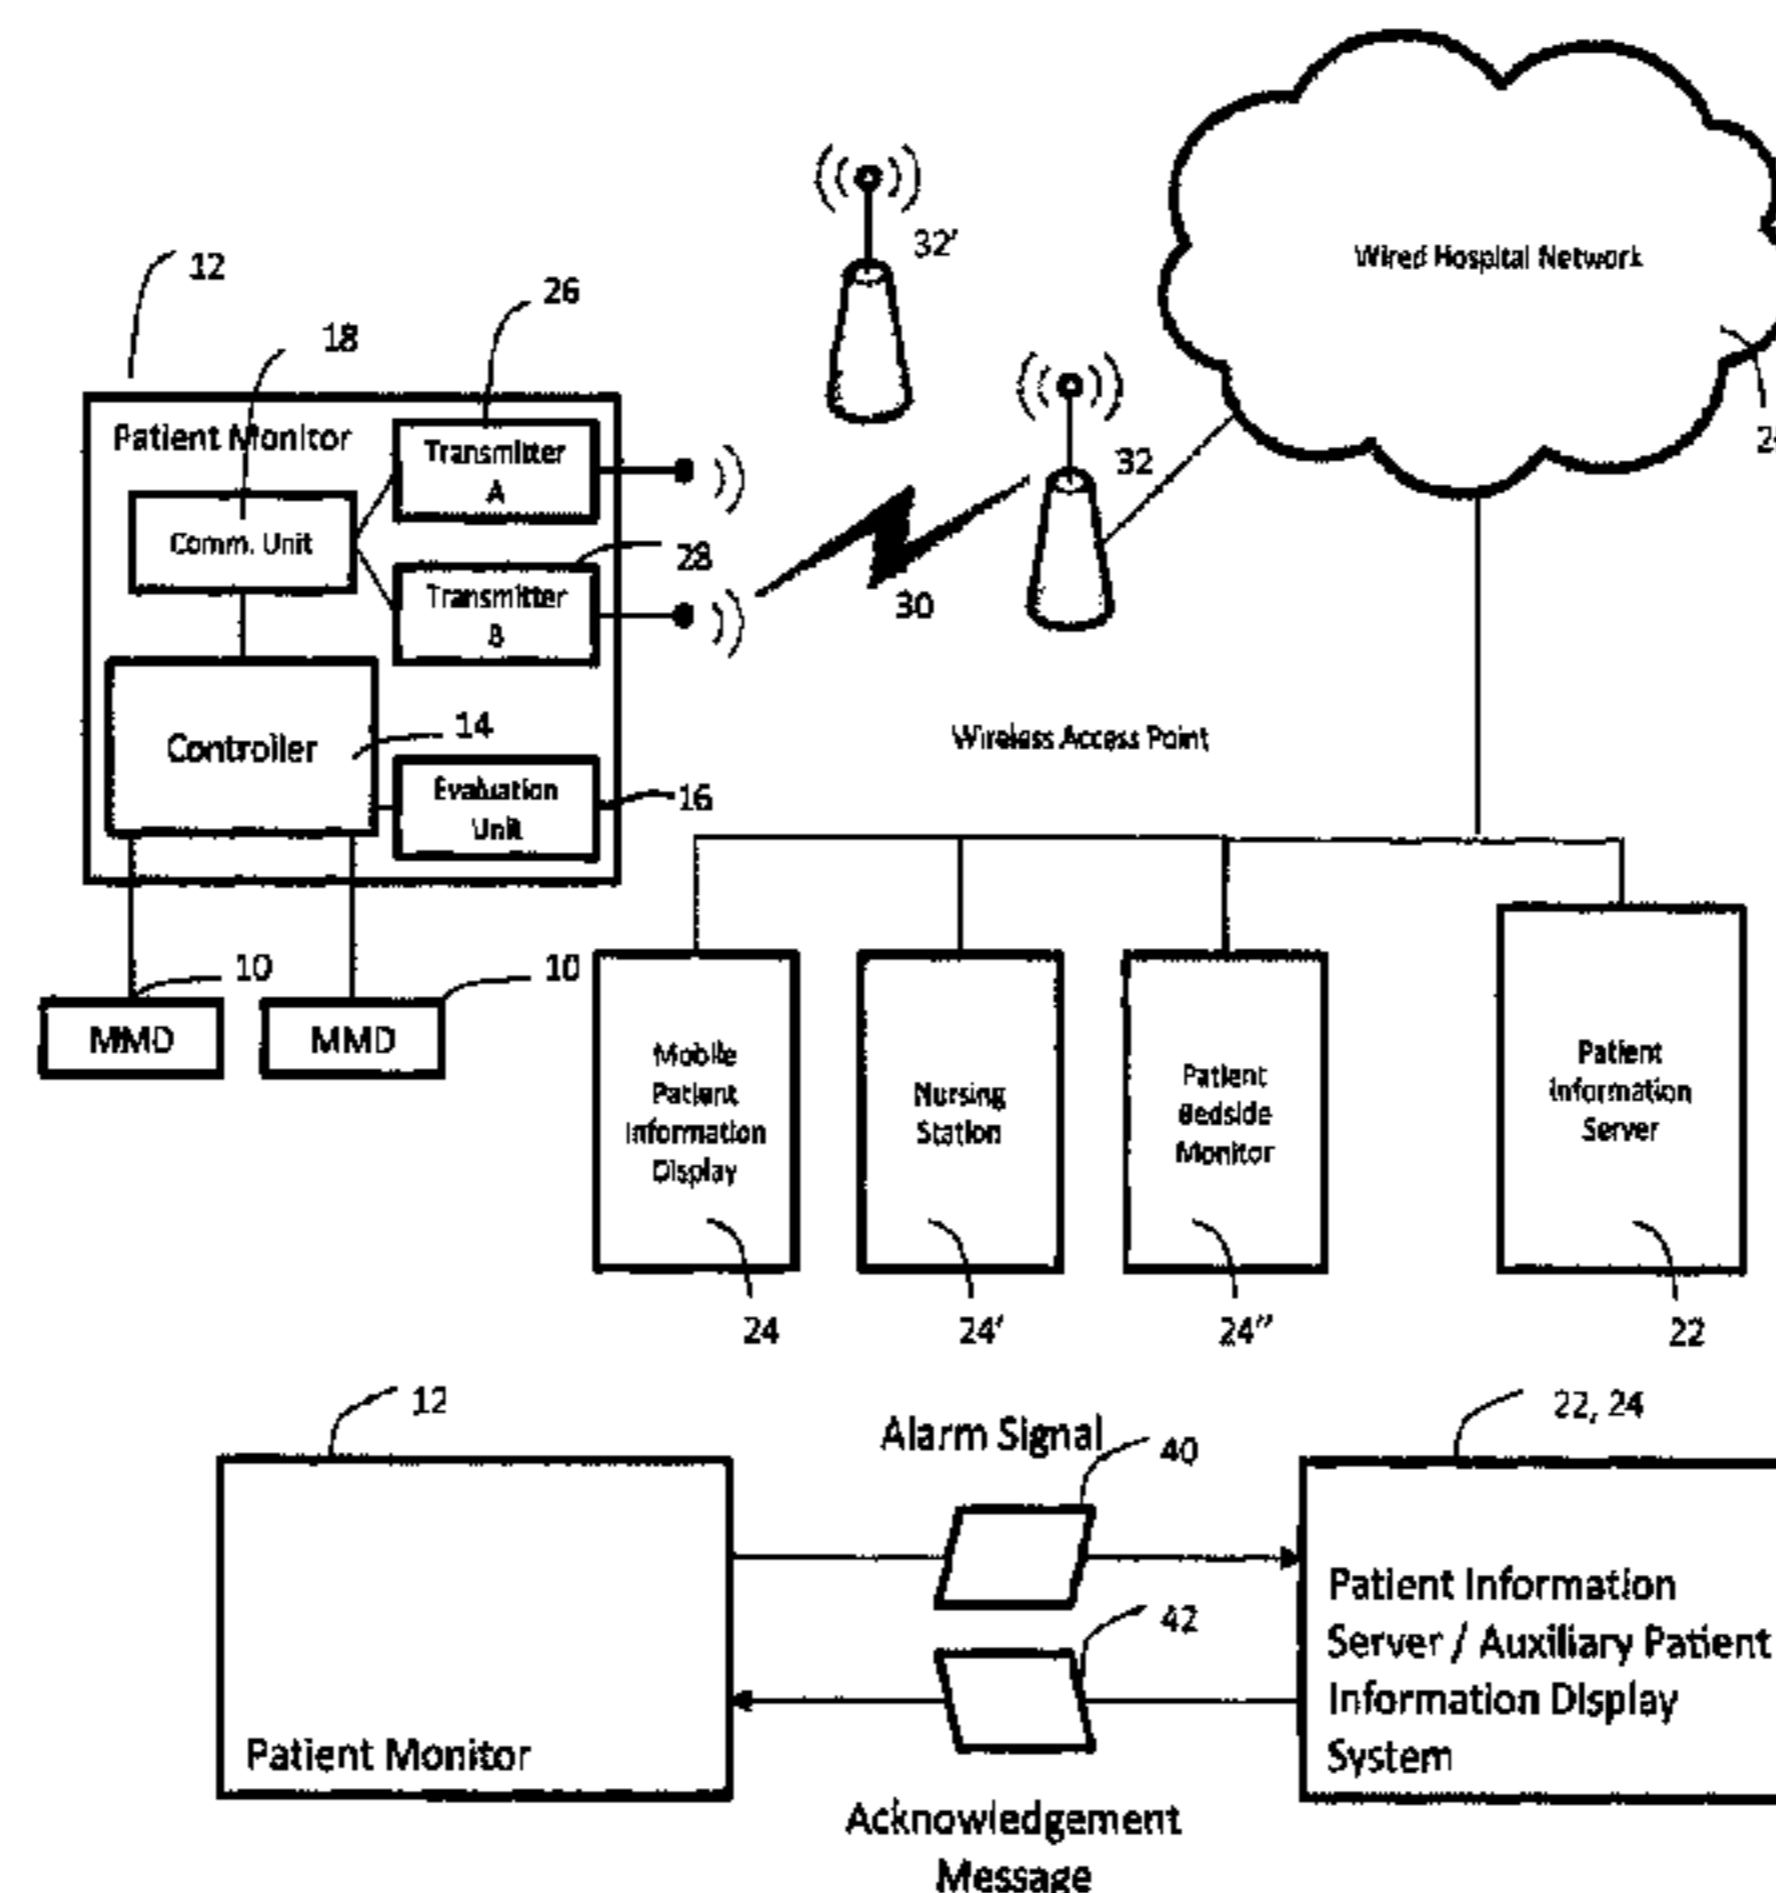 32'
Wired Hospital Network
12
26
18
32
Patient Monitor
Transmitter
A
Comm. Unit
28
Transmitter
B
30
14
Controller
Wireless Access Point
Evaluation
Unit
16
10
10
MMD
MMD
Mobile
Patient
Information
Display
Nursing
Station
Patient
Bedside
Monitor
Patient
Information
Server
24
24'
24''
22
12
Alarm Signal
22, 24
40
Patient Information
Server / Auxiliary Patient
Information Display
System
42
Patient Monitor
Acknowledgement
Message